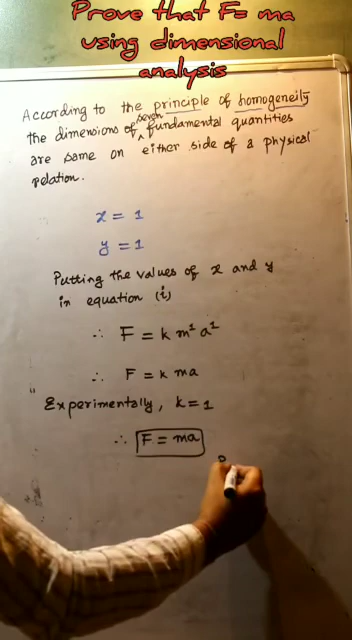 Prove that F= ma
using dimensional
analysis
According to the principle of homogeneity
the dimensions of seven fundamental quantities
are same on either side of a physical
relation.
x = 1
y = 1
Putting the values of x and y
in equation (i)
∴ F = k m¹ a¹
∴ F = k ma
Experimentally, k = 1
∴ F = ma